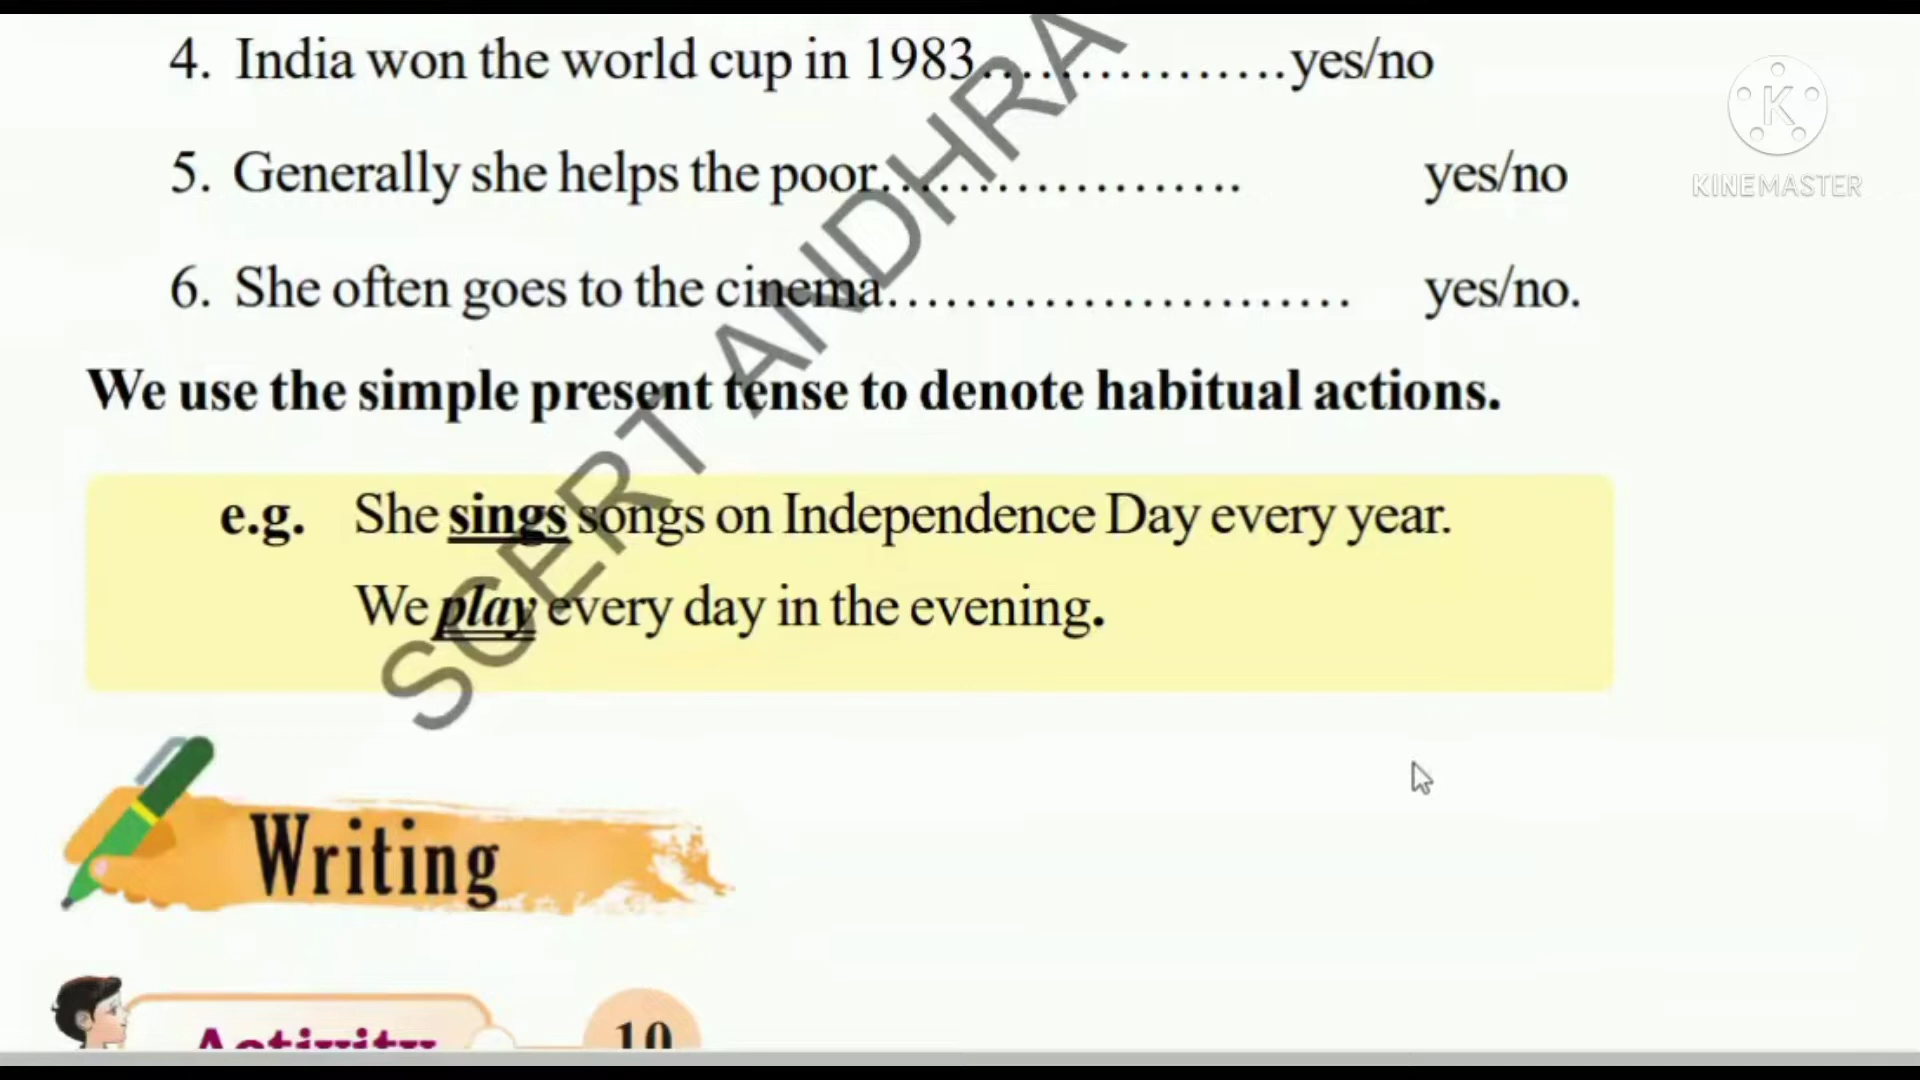 4. India won the world cup in 1983................yes/no
5. Generally she helps the poor................... yes/no
6. She often goes to the cinema........................ yes/no.
We use the simple present tense to denote habitual actions.
e.g. She sings songs on Independence Day every year.
We play every day in the evening.
Writing
Activity 10
SCERT ANDHRA
K
KINEMASTER